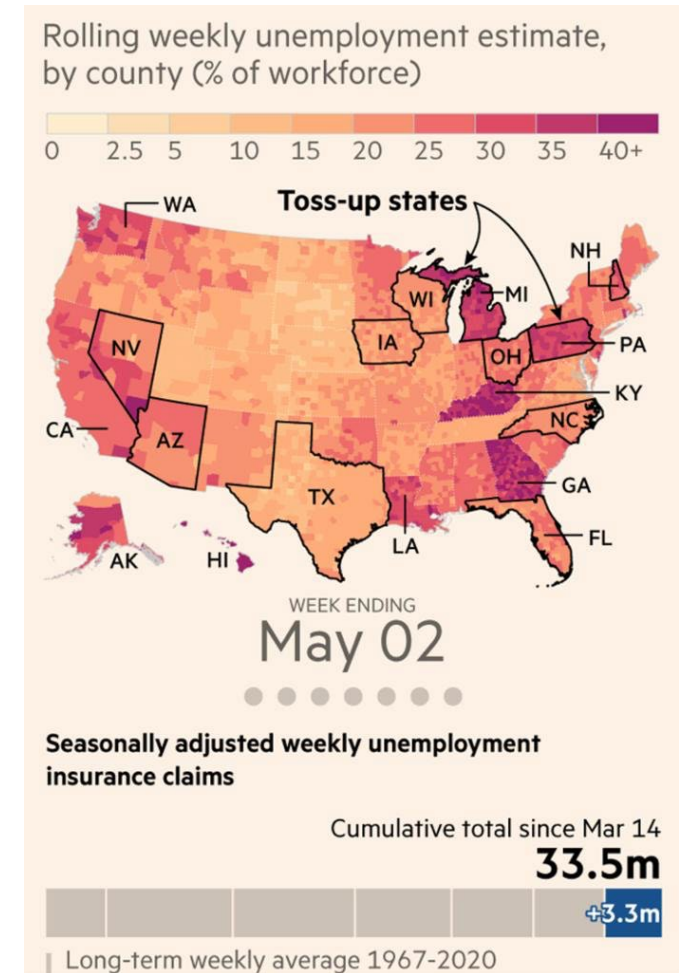 Rolling weekly unemployment estimate,
by county (% of workforce)
0 2.5 5 10 15 20 25 30 35 40+
Toss-up states
WA
NH
WI
MI
NV
IA
OH
PA
KY
CA
AZ
NC
TX
GA
LA
FL
AK
HI
WEEK ENDING
May 02
Seasonally adjusted weekly unemployment
insurance claims
Cumulative total since Mar 14
33.5m
+3.3m
Long-term weekly average 1967-2020